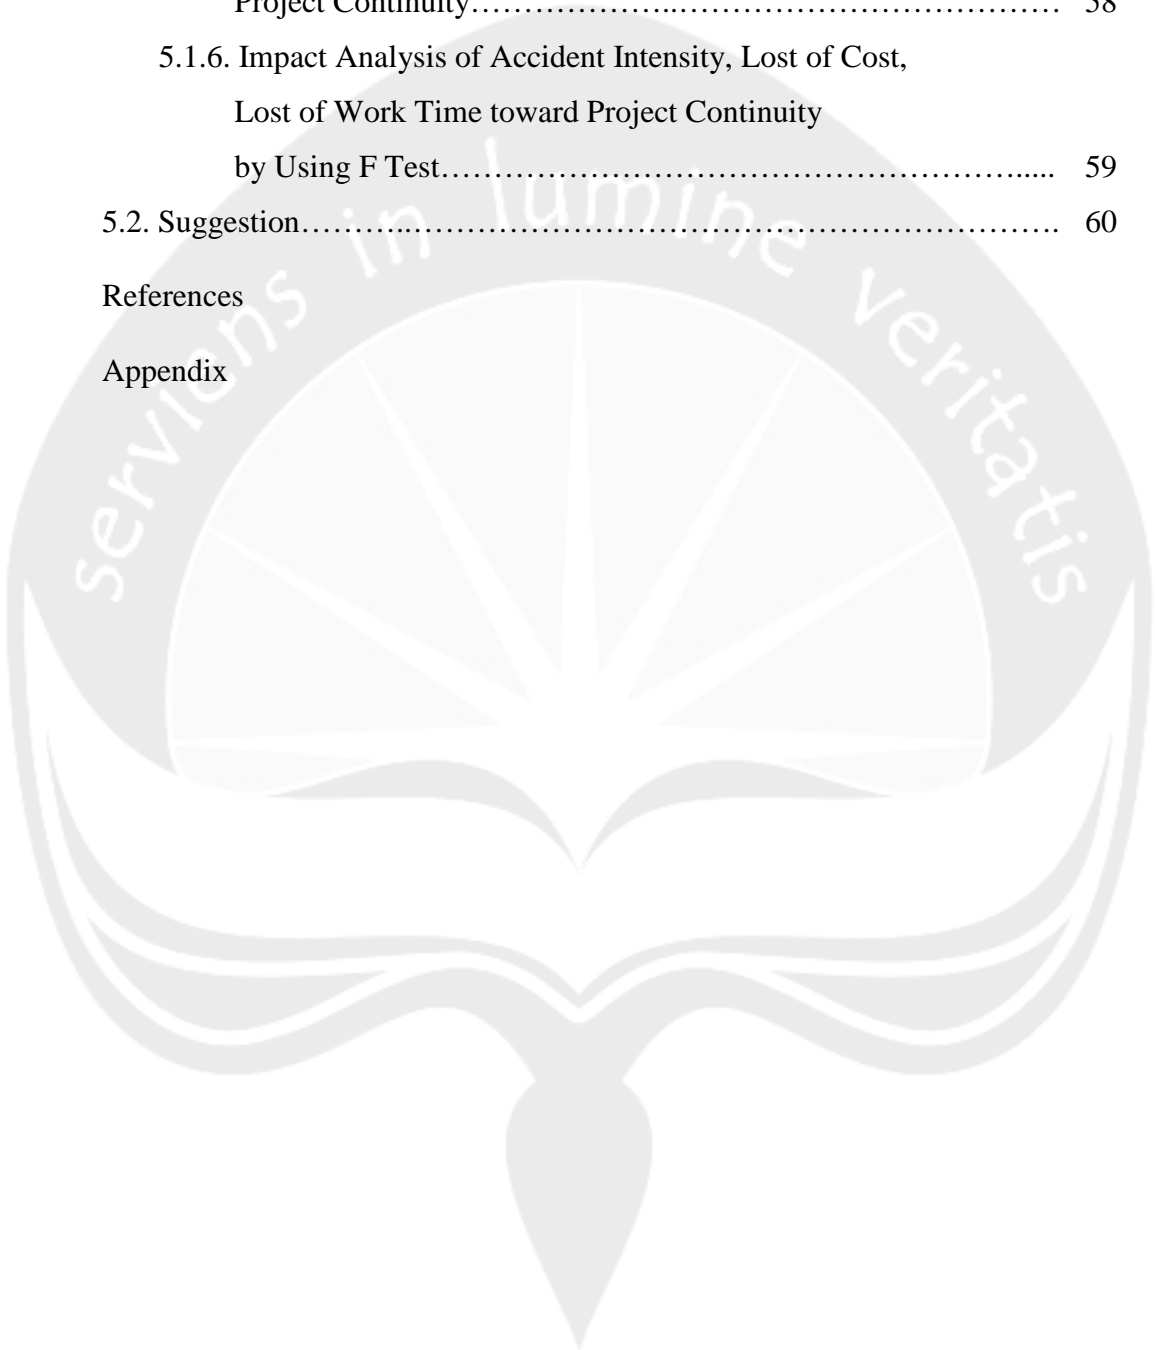 Project Continuity………………..……………………………… 58
5.1.6. Impact Analysis of Accident Intensity, Lost of Cost,
Lost of Work Time toward Project Continuity
by Using F Test……………………………………………….... 59
5.2. Suggestion………..……………………………………………………. 60
References
Appendix
serviens in lumine veritatis